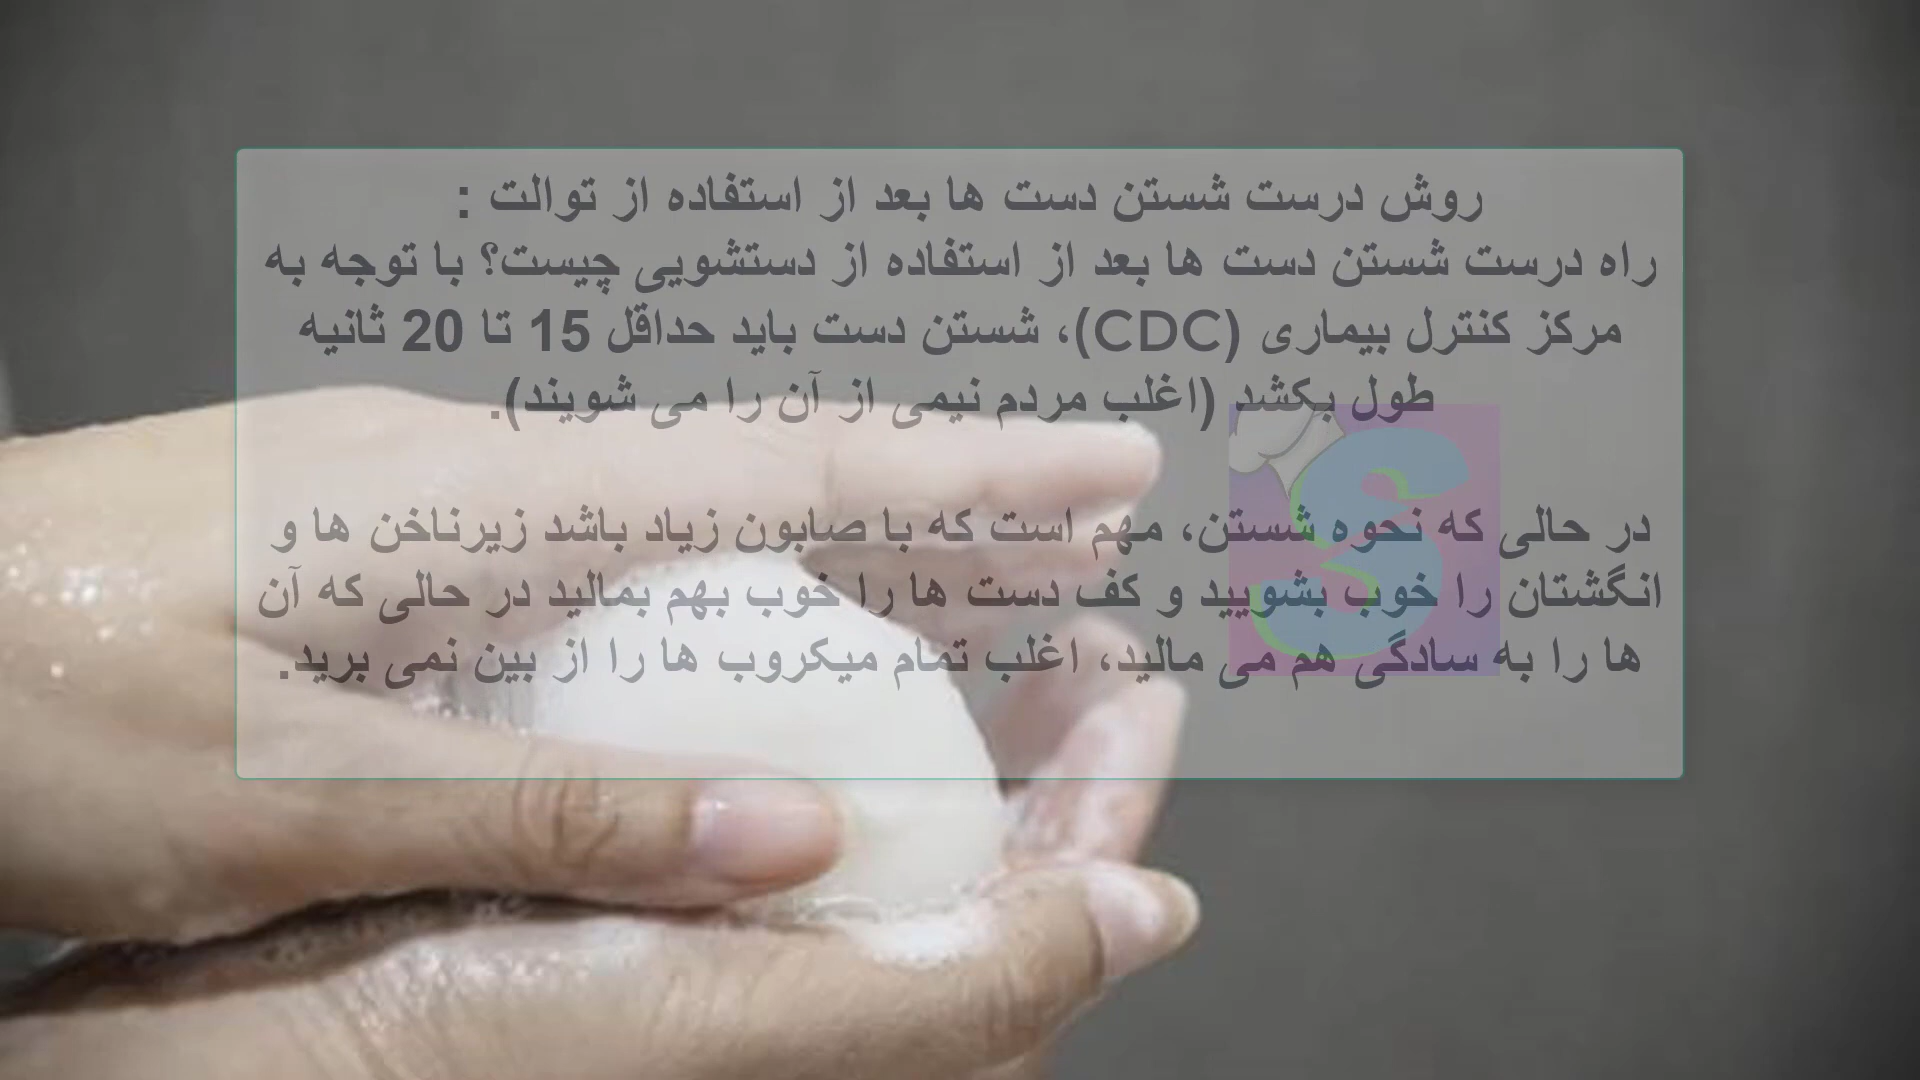 روش درست شستن دست ها بعد از استفاده از توالت :
راه درست شستن دست ها بعد از استفاده از دستشویی چیست؟ با توجه به
مرکز کنترل بیماری (CDC)، شستن دست باید حداقل 15 تا 20 ثانیه
طول بکشد (اغلب مردم نیمی از آن را می شویند).
در حالی که نحوه شستن، مهم است که با صابون زیاد باشد زیرناخن ها و
انگشتان را خوب بشویید و کف دست ها را خوب بهم بمالید در حالی که آن
ها را به سادگی هم می مالید، اغلب تمام میکروب ها را از بین نمی برید.
S